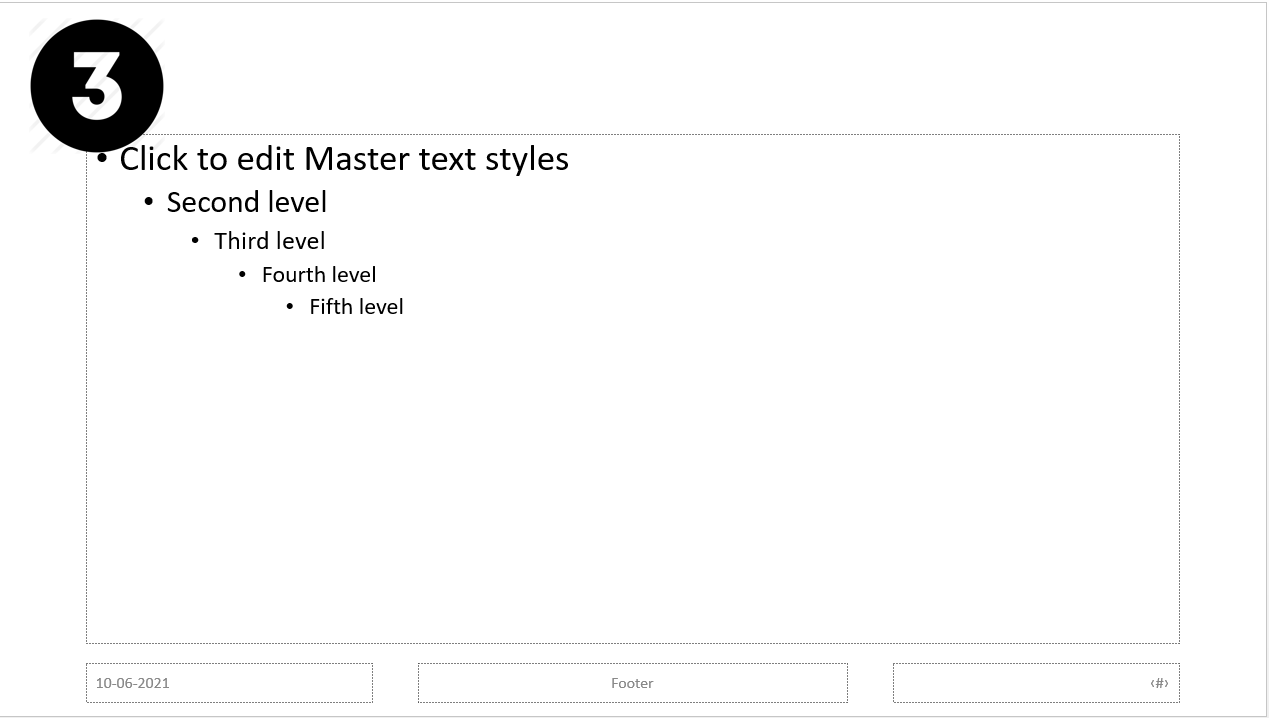 3
• Click to edit Master text styles
• Second level
• Third level
• Fourth level
• Fifth level
10-06-2021
Footer
‹#›